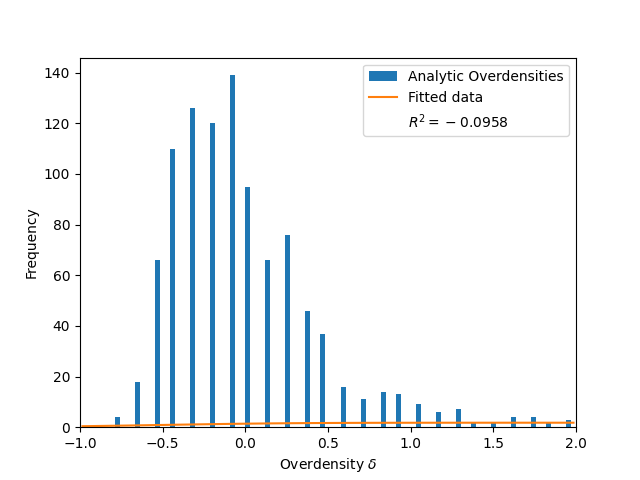 140
120
100
80
60
40
20
0
Frequency
−1.0 −0.5 0.0 0.5 1.0 1.5 2.0
Overdensity δ
Analytic Overdensities
Fitted data
R² = − 0.0958